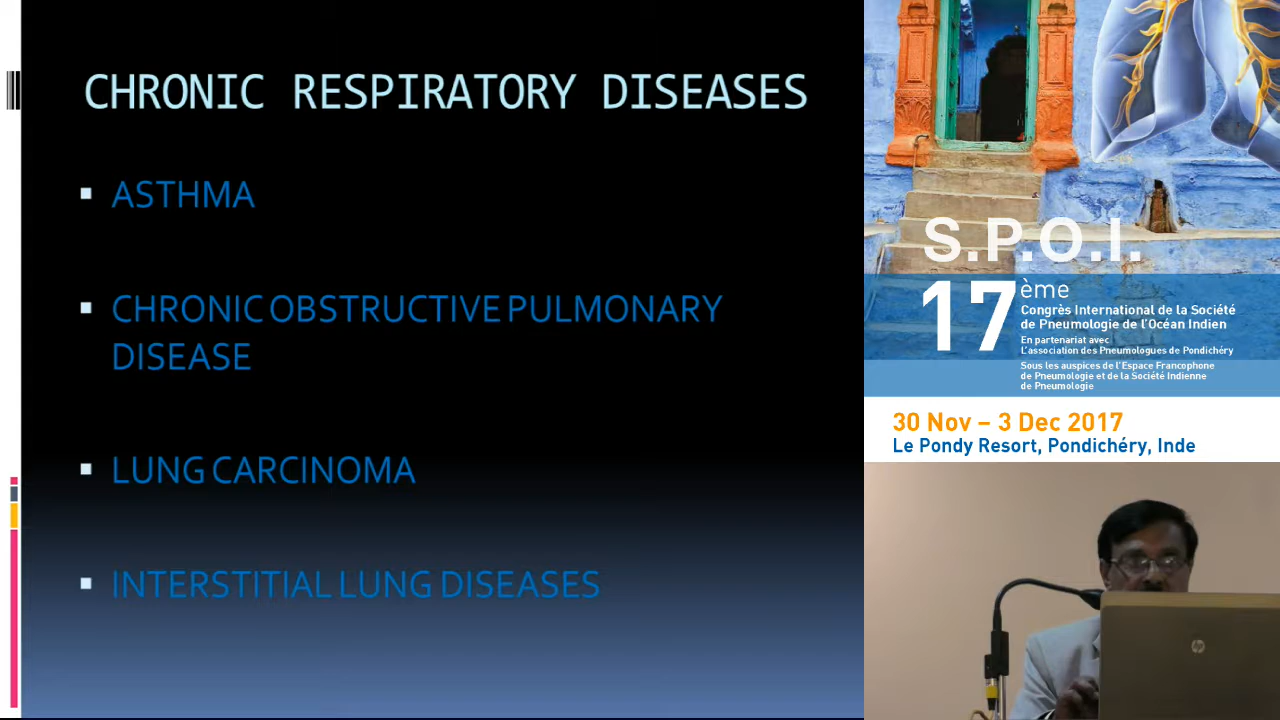 CHRONIC RESPIRATORY DISEASES
ASTHMA
CHRONIC OBSTRUCTIVE PULMONARY
DISEASE
LUNG CARCINOMA
INTERSTITIAL LUNG DISEASES
S.P.O.I.
17ème
Congrès International de la Société
de Pneumologie de l'Océan Indien
En partenariat avec
L'association des Pneumologues de Pondichéry
Sous les auspices de l'Espace Francophone
de Pneumologie et de la Société Indienne
de Pneumologie
30 Nov – 3 Dec 2017
Le Pondy Resort, Pondichéry, Inde
hp